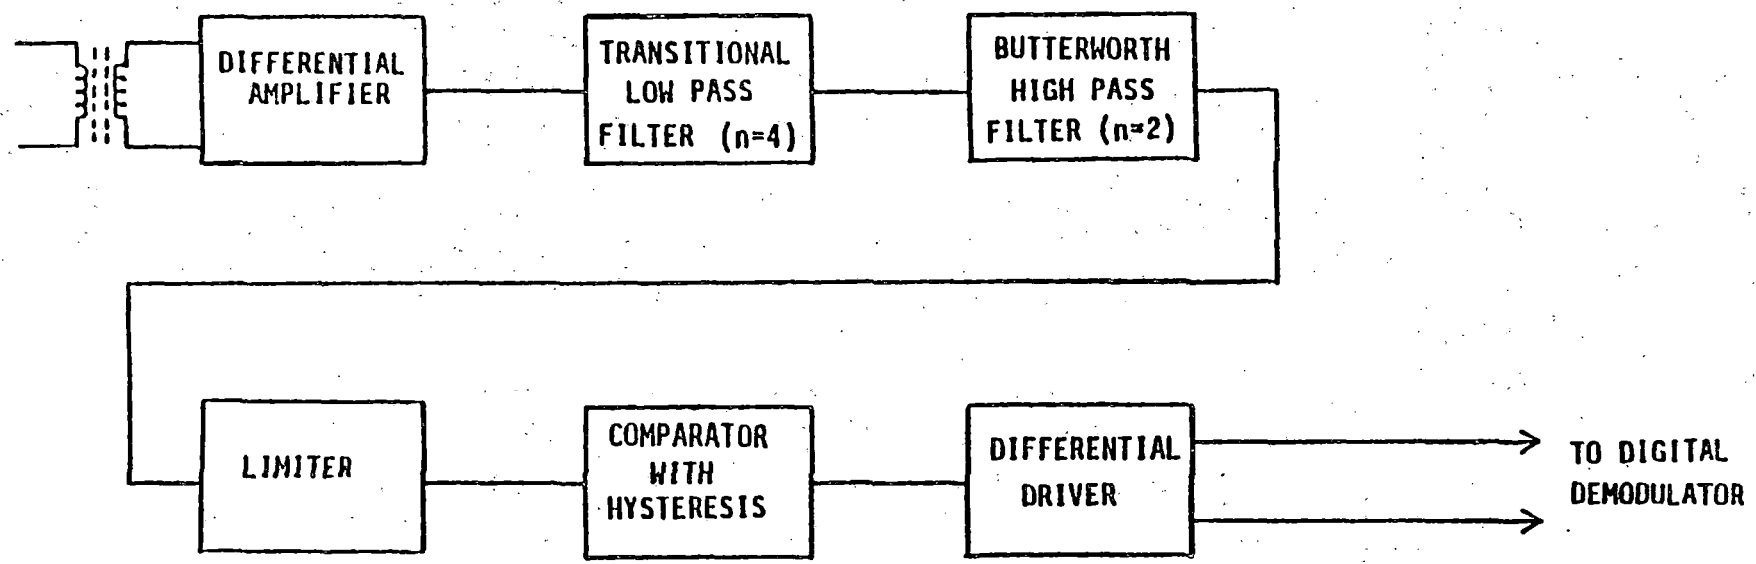 DIFFERENTIAL
AMPLIFIER
TRANSITIONAL
LOW PASS
FILTER (n=4)
BUTTERWORTH
HIGH PASS
FILTER (n=2)
LIMITER
COMPARATOR
WITH
HYSTERESIS
DIFFERENTIAL
DRIVER
TO DIGITAL
DEMODULATOR